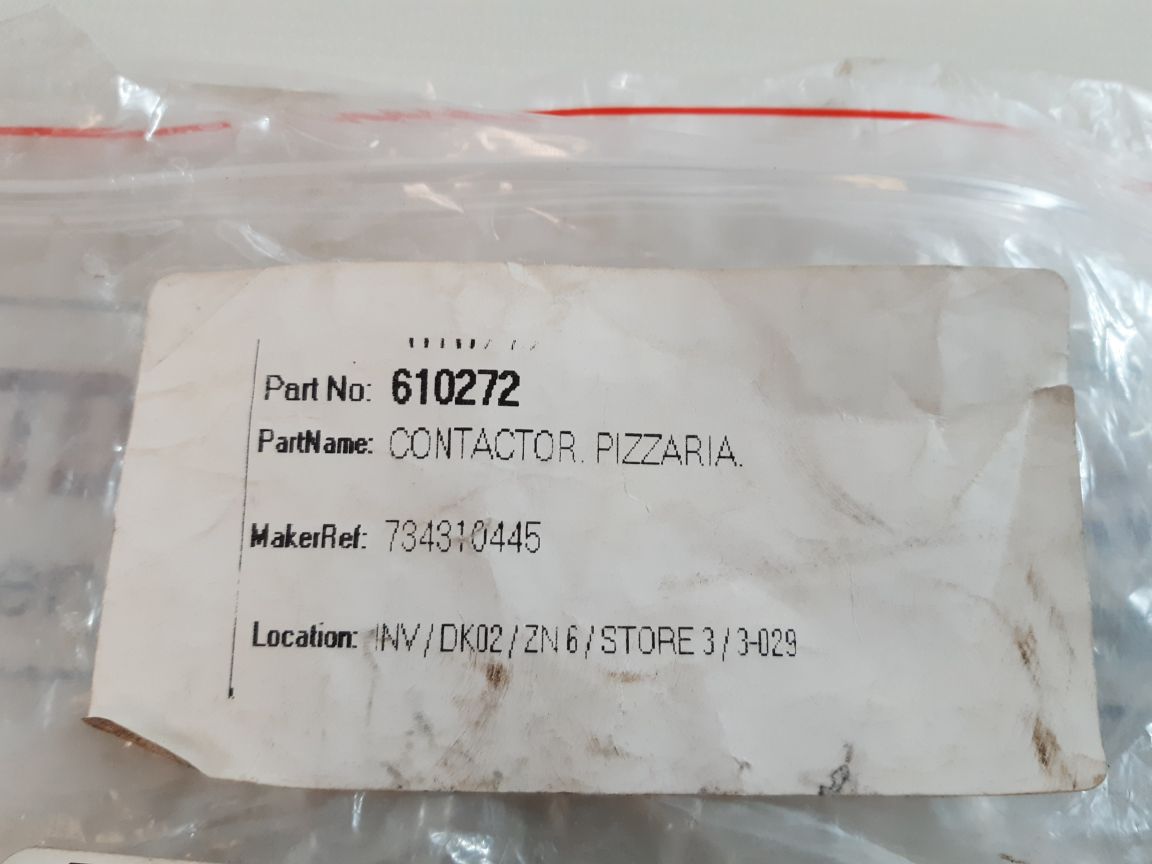 Part No: 610272
PartName: CONTACTOR. PIZZARIA.
MakerRef: 734310445
Location: INV / DK02 / ZN 6 / STORE 3 / 3-029